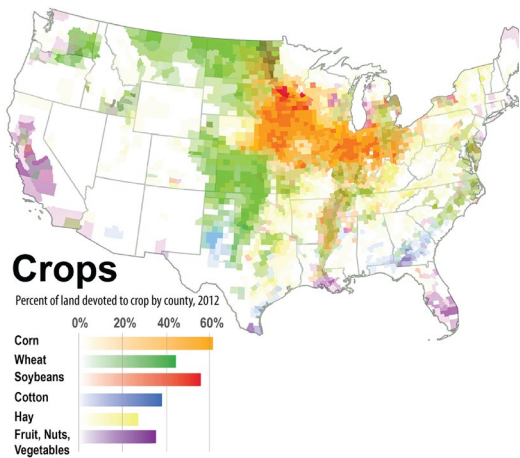 Crops
Percent of land devoted to crop by county, 2012
0% 20% 40% 60%
Corn
Wheat
Soybeans
Cotton
Hay
Fruit, Nuts,
Vegetables